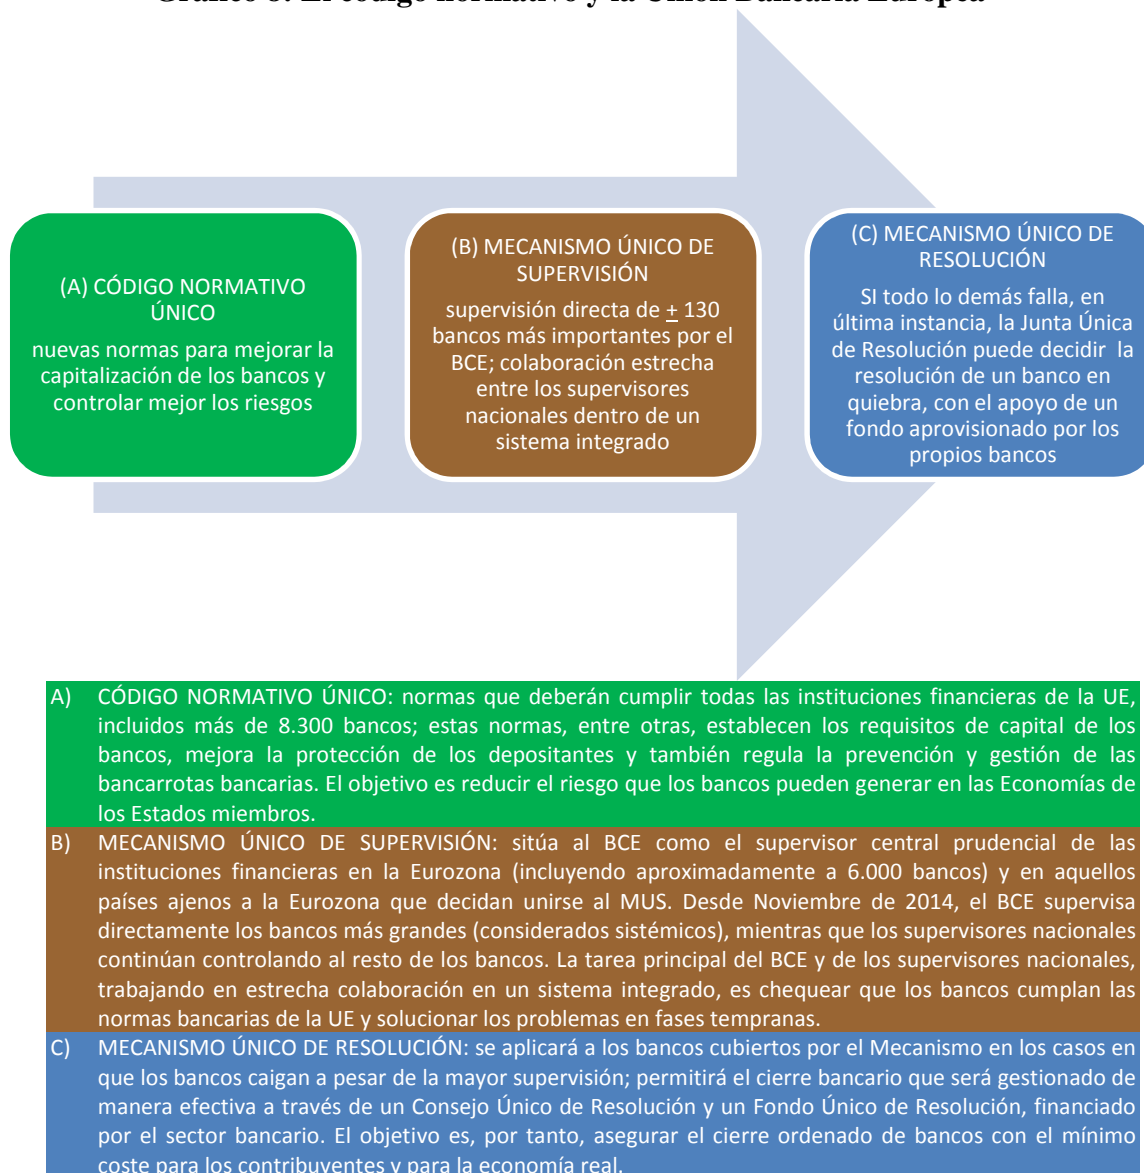 Gráfico 8: El código normativo y la Unión Bancaria Europea
(A) CÓDIGO NORMATIVO
ÚNICO
nuevas normas para mejorar la
capitalización de los bancos y
controlar mejor los riesgos
(B) MECANISMO ÚNICO DE
SUPERVISIÓN
supervisión directa de + 130
bancos más importantes por el
BCE; colaboración estrecha
entre los supervisores
nacionales dentro de un
sistema integrado
(C) MECANISMO ÚNICO DE
RESOLUCIÓN
SI todo lo demás falla, en
última instancia, la Junta Única
de Resolución puede decidir la
resolución de un banco en
quiebra, con el apoyo de un
fondo aprovisionado por los
propios bancos
A) CÓDIGO NORMATIVO ÚNICO: normas que deberán cumplir todas las instituciones financieras de la UE,
incluidos más de 8.300 bancos; estas normas, entre otras, establecen los requisitos de capital de los
bancos, mejora la protección de los depositantes y también regula la prevención y gestión de las
bancarrotas bancarias. El objetivo es reducir el riesgo que los bancos pueden generar en las Economías de
los Estados miembros.
B) MECANISMO ÚNICO DE SUPERVISIÓN: sitúa al BCE como el supervisor central prudencial de las
instituciones financieras en la Eurozona (incluyendo aproximadamente a 6.000 bancos) y en aquellos
países ajenos a la Eurozona que decidan unirse al MUS. Desde Noviembre de 2014, el BCE supervisa
directamente los bancos más grandes (considerados sistémicos), mientras que los supervisores nacionales
continúan controlando al resto de los bancos. La tarea principal del BCE y de los supervisores nacionales,
trabajando en estrecha colaboración en un sistema integrado, es chequear que los bancos cumplan las
normas bancarias de la UE y solucionar los problemas en fases tempranas.
C) MECANISMO ÚNICO DE RESOLUCIÓN: se aplicará a los bancos cubiertos por el Mecanismo en los casos en
que los bancos caigan a pesar de la mayor supervisión; permitirá el cierre bancario que será gestionado de
manera efectiva a través de un Consejo Único de Resolución y un Fondo Único de Resolución, financiado
por el sector bancario. El objetivo es, por tanto, asegurar el cierre ordenado de bancos con el mínimo
coste para los contribuyentes y para la economía real.